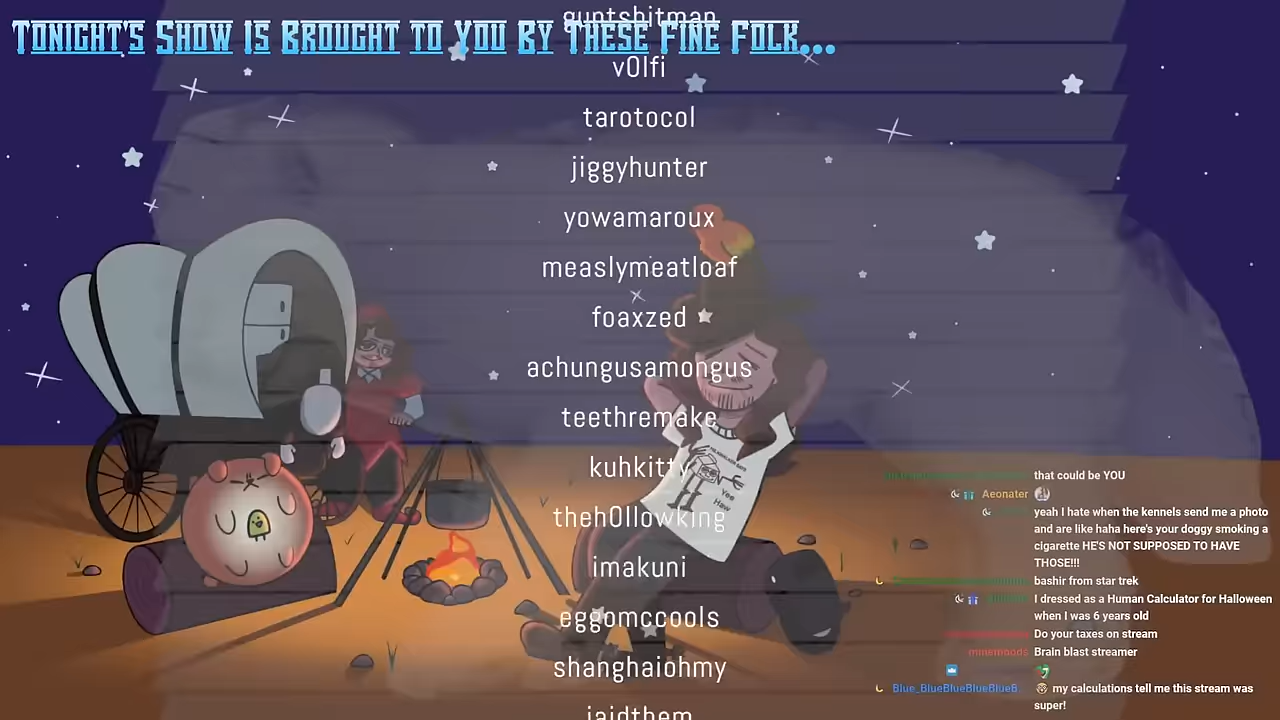 guntshitman
TONIGHT'S SHOW IS BROUGHT TO YOU BY THESE FINE FOLK...
v0lfi
tarotocol
jiggyhunter
yowamaroux
measlymeatloaf
foaxzed
achungusamongus
teethremake
kuhkitty
theh0llowking
imakuni
eggomccools
shanghaiohmy
jaidthem
Yee
Haw
that could be YOU
Aeonater
yeah I hate when the kennels send me a photo
and are like haha here's your doggy smoking a
cigarette HE'S NOT SUPPOSED TO HAVE
THOSE!!!
bashir from star trek
I dressed as a Human Calculator for Halloween
when I was 6 years old
Do your taxes on stream
Brain blast streamer
Blue_BlueBlueBlueBlueB
my calculations tell me this stream was
super!